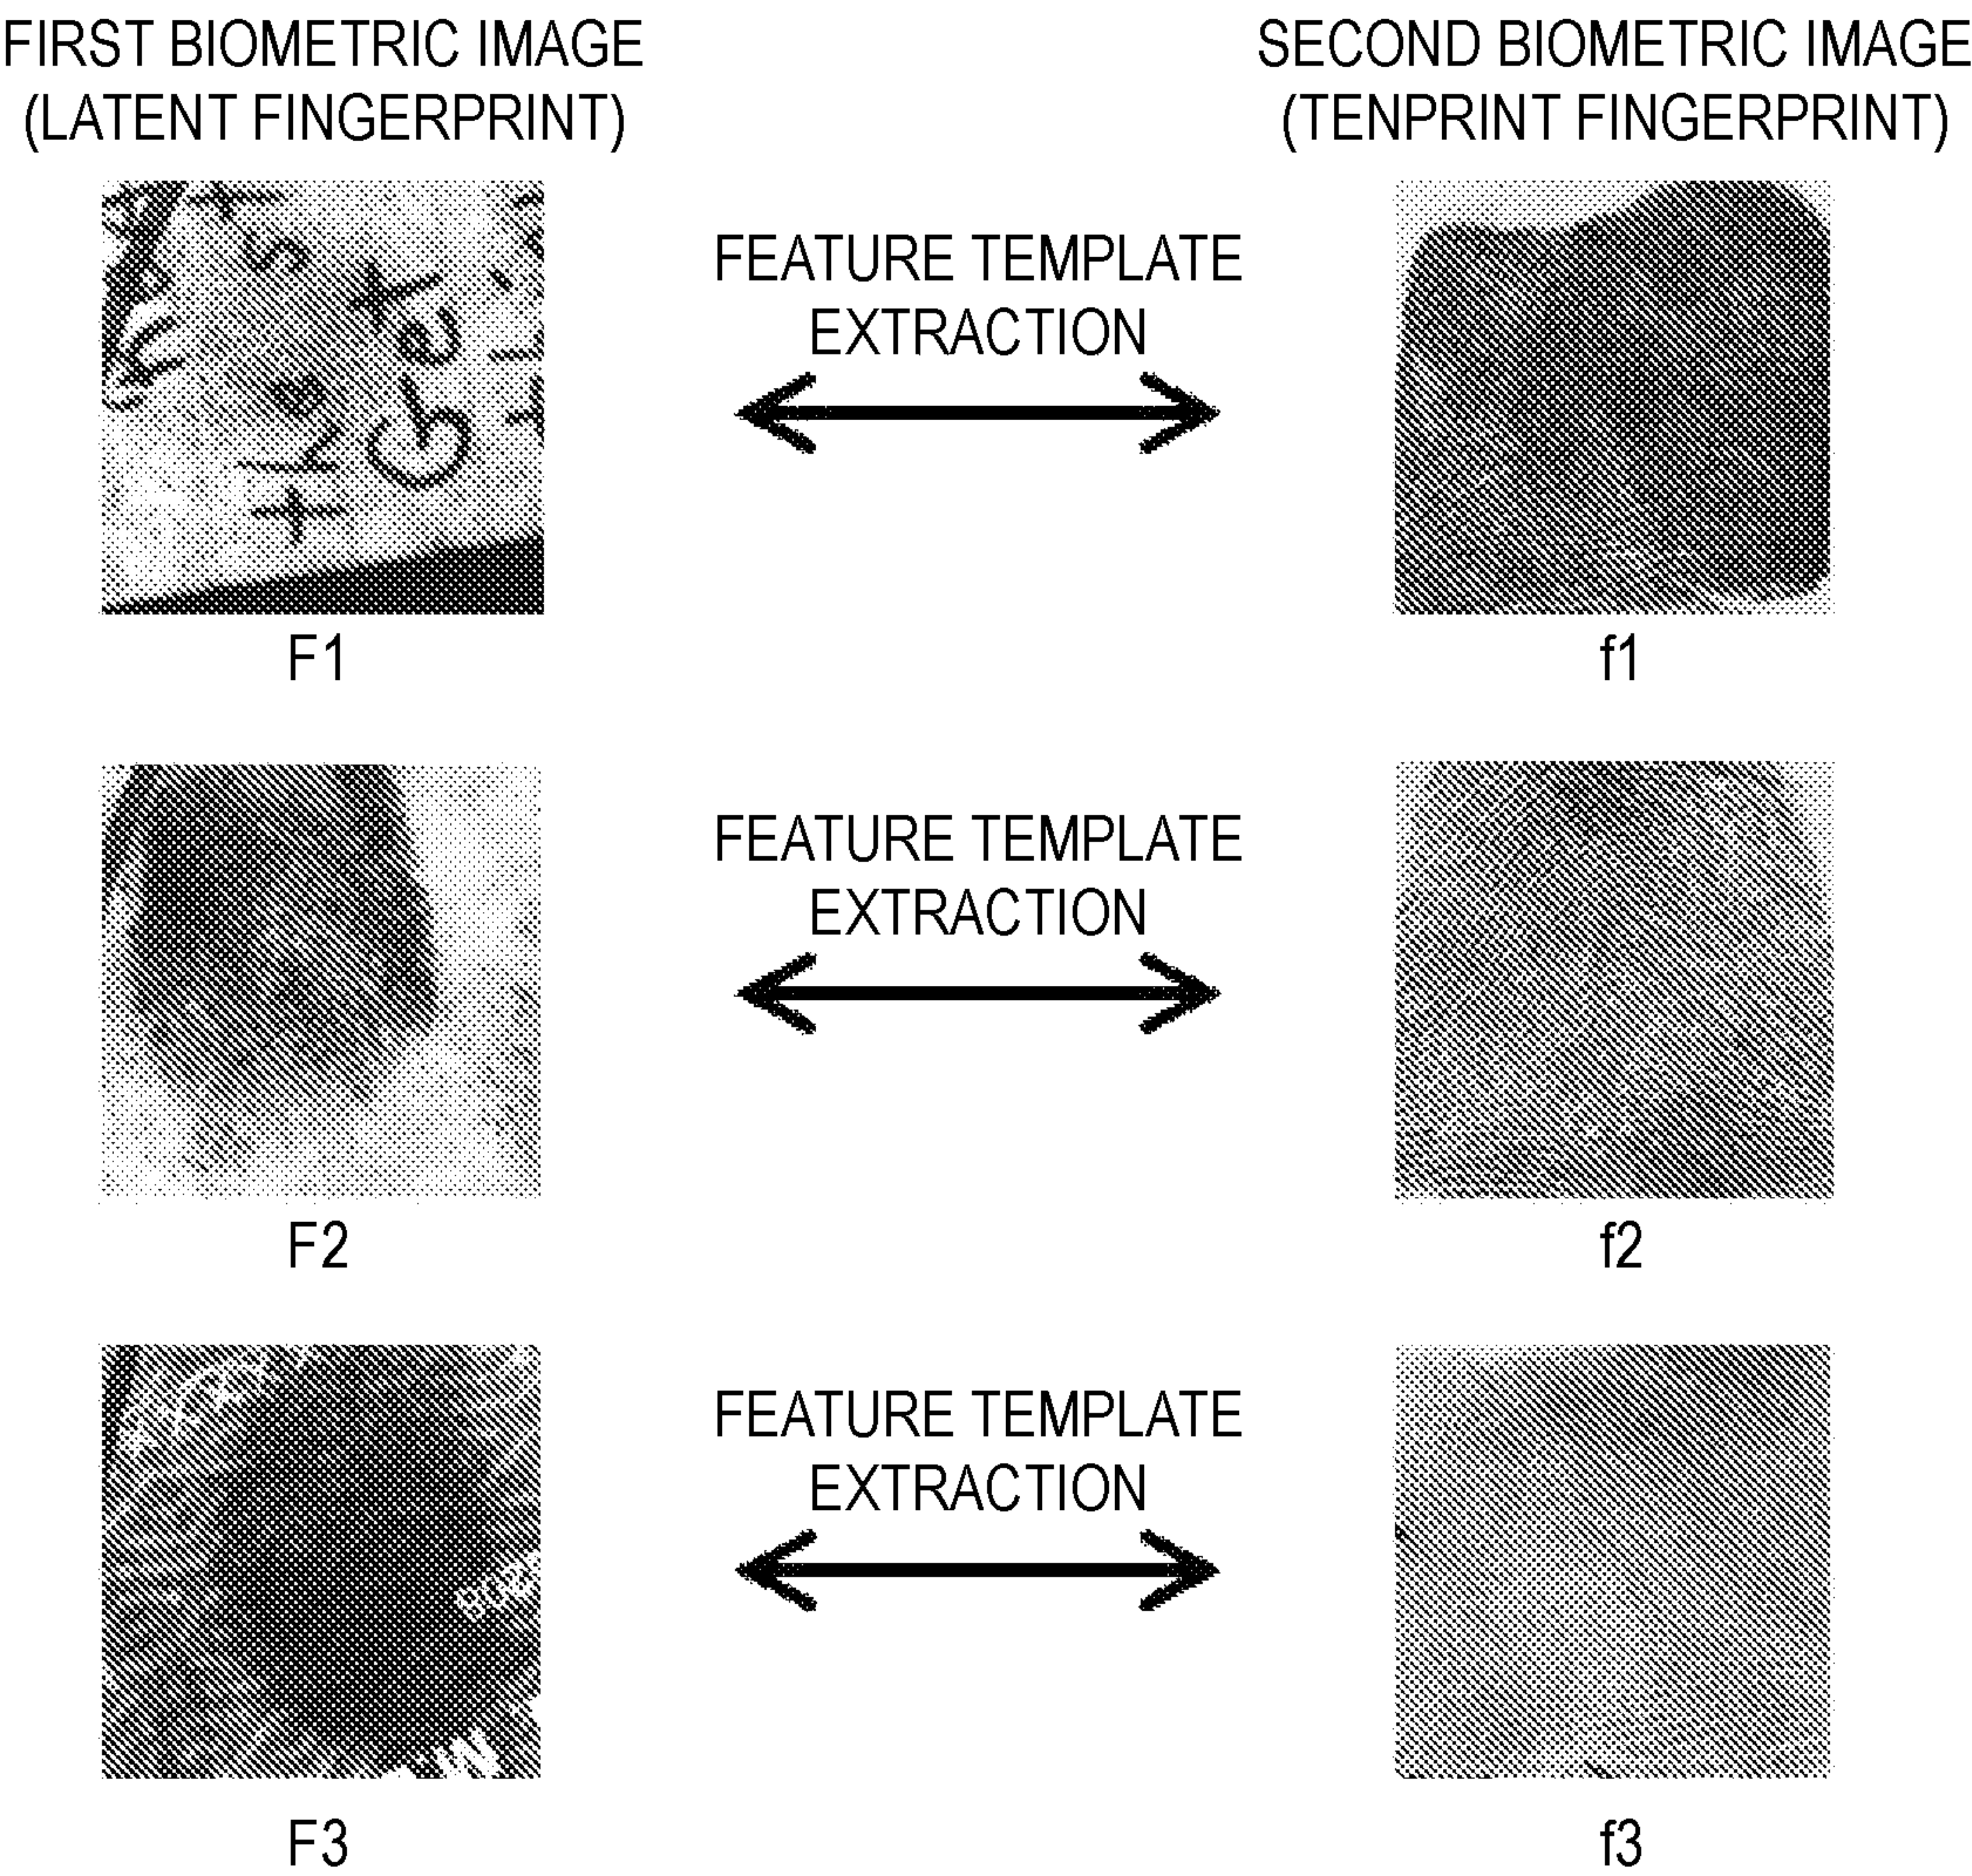 FIRST BIOMETRIC IMAGE
(LATENT FINGERPRINT)
SECOND BIOMETRIC IMAGE
(TENPRINT FINGERPRINT)
FEATURE TEMPLATE
EXTRACTION
F1
f1
FEATURE TEMPLATE
EXTRACTION
F2
f2
FEATURE TEMPLATE
EXTRACTION
F3
f3